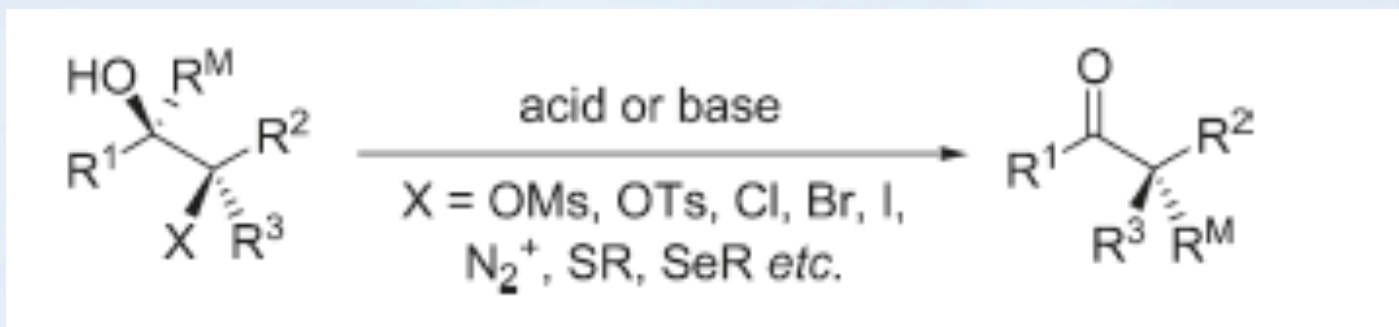 HO R^M
R^1 R^2
X R^3
acid or base
X = OMs, OTs, Cl, Br, I,
N_2^+, SR, SeR etc.
O
R^1 R^2
R^3 R^M